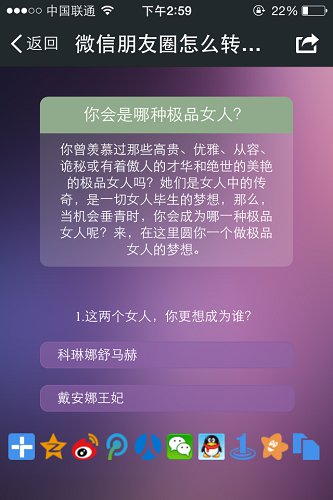 中国联通 下午2:59 22%
返回 微信朋友圈怎么转...
你会是哪种极品女人？
你曾羡慕过那些高贵、优雅、从容、
诡秘或有着傲人的才华和绝世的美艳
的极品女人吗？她们是女人中的传
奇，是一切女人毕生的梦想，那么，
当机会垂青时，你会成为哪一种极品
女人呢？来，在这里圆你一个做极品
女人的梦想。
1.这两个女人，你更想成为谁？
科琳娜舒马赫
戴安娜王妃